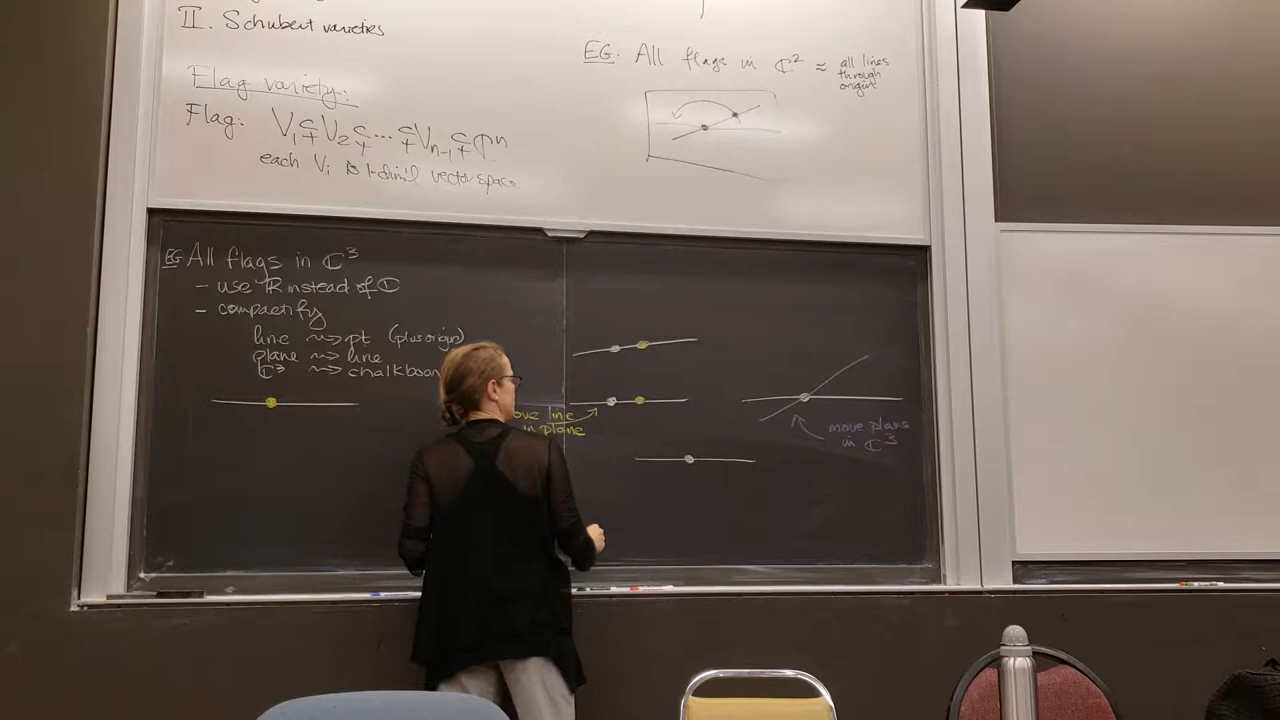 II. Schubert varieties
Flag variety:
Flag: V₁ ⊊ V₂ ⊊ ... ⊊ Vₙ₋₁ ⊊ ℂⁿ
each Vᵢ is i-dim'l vector space
EG: All flags in ℂ² ≈ all lines
through
origin
EG All flags in ℂ³
- use ℝ instead of ℂ
- compactify
line ⇝ pt (plus origin)
plane ⇝ line
ℂ³ ⇝ chalkboar
ove line
in plane
move plane
in ℂ³